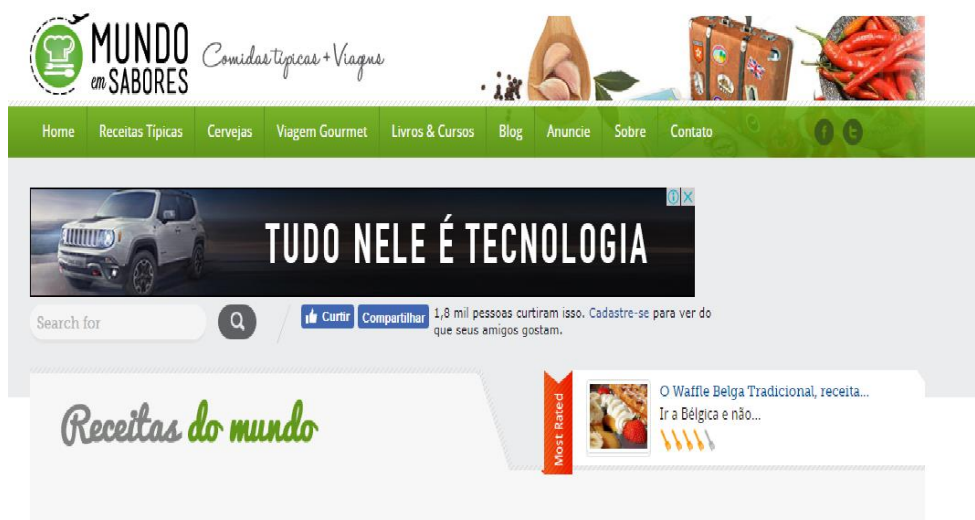 MUNDO
em SABORES
Comidas típicas + Viagens
Home Receitas Típicas Cervejas Viagem Gourmet Livros & Cursos Blog Anuncie Sobre Contato
TUDO NELE É TECNOLOGIA
Search for
Curtir Compartilhar 1,8 mil pessoas curtiram isso. Cadastre-se para ver do
que seus amigos gostam.
Receitas do mundo
Most Rated
O Waffle Belga Tradicional, receita...
Ir a Bélgica e não...